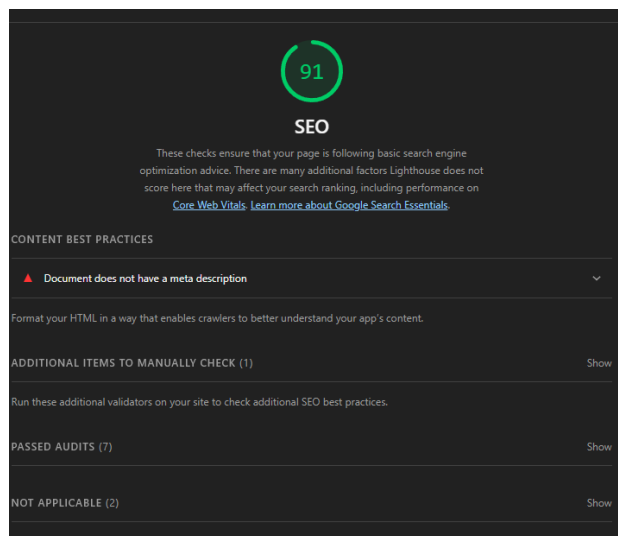 91
SEO
These checks ensure that your page is following basic search engine
optimization advice. There are many additional factors Lighthouse does not
score here that may affect your search ranking, including performance on
Core Web Vitals. Learn more about Google Search Essentials.
CONTENT BEST PRACTICES
Document does not have a meta description
Format your HTML in a way that enables crawlers to better understand your app's content.
ADDITIONAL ITEMS TO MANUALLY CHECK (1) Show
Run these additional validators on your site to check additional SEO best practices.
PASSED AUDITS (7) Show
NOT APPLICABLE (2) Show